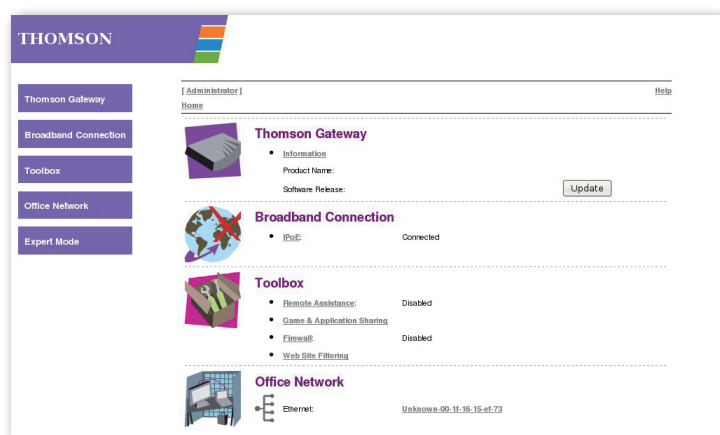 THOMSON
Thomson Gateway
Broadband Connection
Toolbox
Office Network
Expert Mode
[ Administrator ] Help
Home
Thomson Gateway
Information
Product Name:
Software Release: Update
Broadband Connection
IPoE: Connected
Toolbox
Remote Assistance: Disabled
Game & Application Sharing
Firewall: Disabled
Web Site Filtering
Office Network
Ethernet: Unknown-00-1f-16-15-ef-73